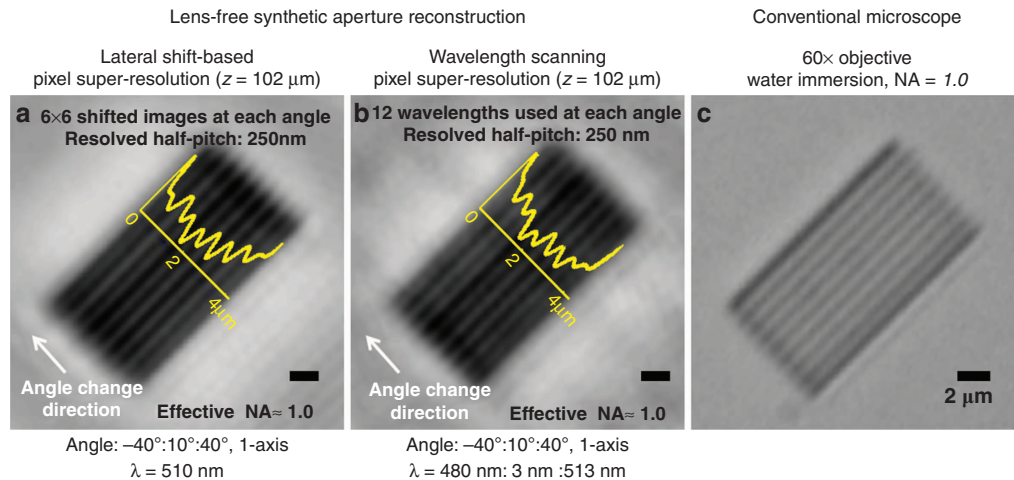 Lens-free synthetic aperture reconstruction
Conventional microscope
Lateral shift-based
pixel super-resolution (z = 102 μm)
Wavelength scanning
pixel super-resolution (z = 102 μm)
60× objective
water immersion, NA = 1.0
a 6×6 shifted images at each angle
Resolved half-pitch: 250nm
0
2
4μm
Angle change
direction
Effective NA≈ 1.0
Angle: –40°:10°:40°, 1-axis
λ = 510 nm
b 12 wavelengths used at each angle
Resolved half-pitch: 250 nm
0
2
4μm
Angle change
direction
Effective NA≈ 1.0
Angle: –40°:10°:40°, 1-axis
λ = 480 nm: 3 nm :513 nm
c
2 μm